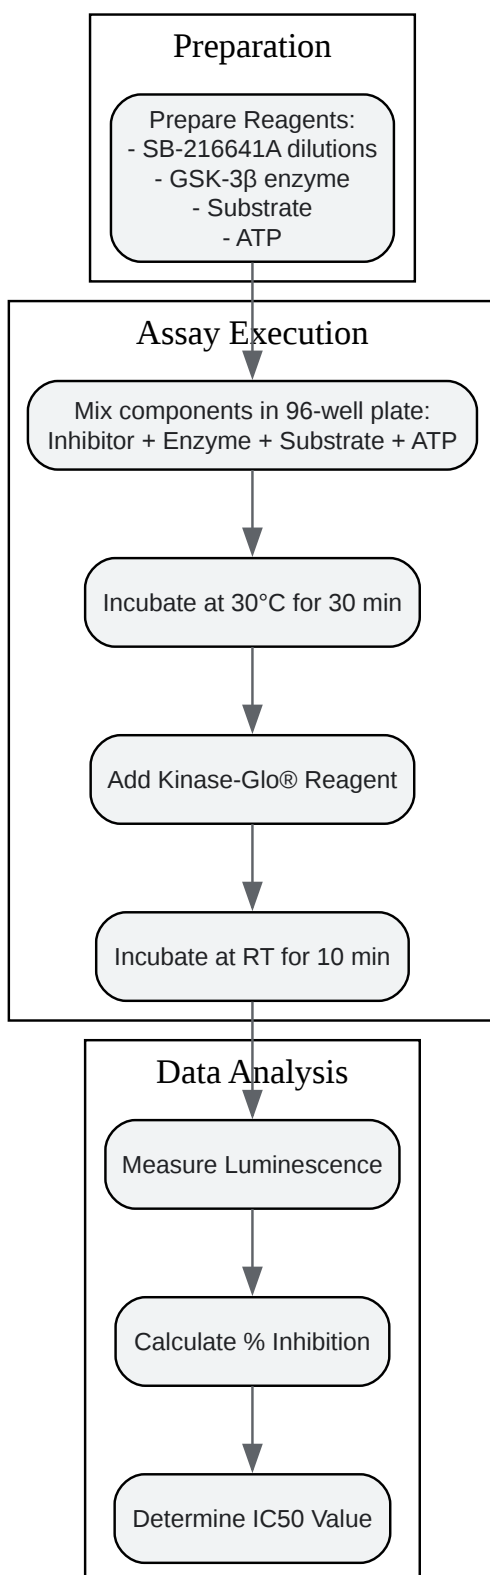 Preparation
Prepare Reagents:
- SB-216641A dilutions
- GSK-3β enzyme
- Substrate
- ATP
Assay Execution
Mix components in 96-well plate:
Inhibitor + Enzyme + Substrate + ATP
Incubate at 30°C for 30 min
Add Kinase-Glo® Reagent
Incubate at RT for 10 min
Data Analysis
Measure Luminescence
Calculate % Inhibition
Determine IC50 Value